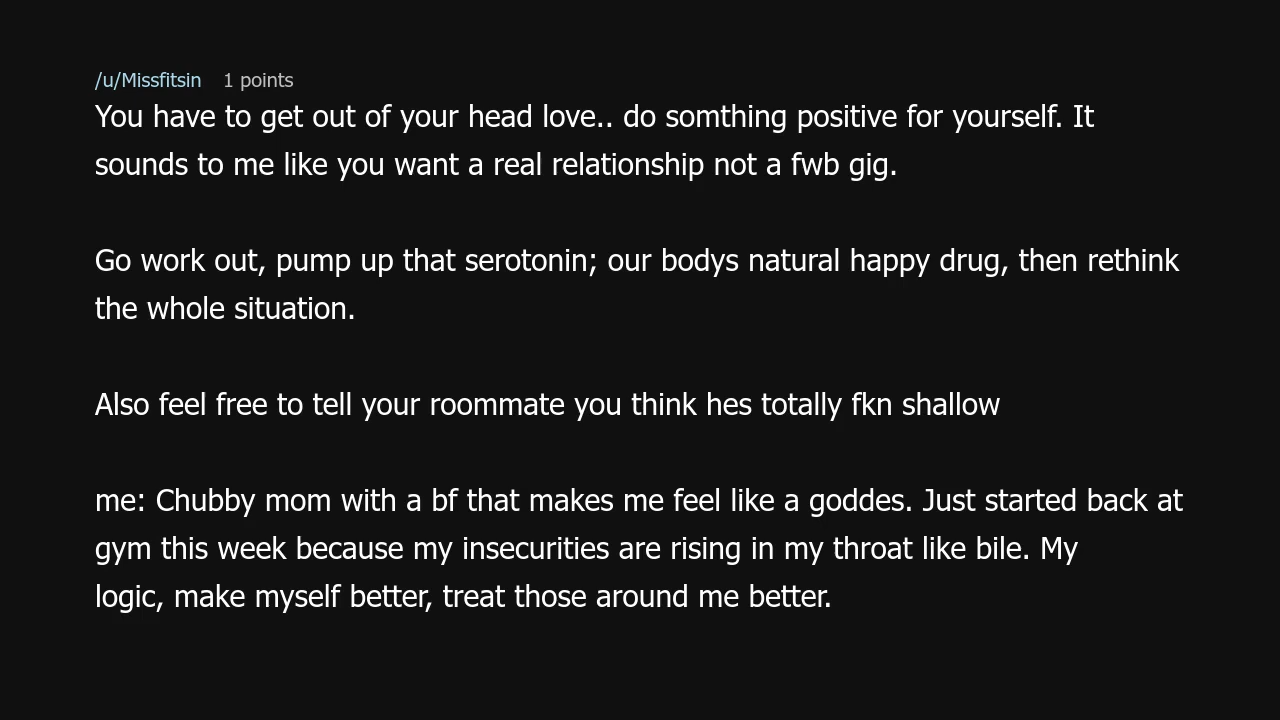 /u/Missfitsin 1 points
You have to get out of your head love.. do somthing positive for yourself. It
sounds to me like you want a real relationship not a fwb gig.
Go work out, pump up that serotonin; our bodys natural happy drug, then rethink
the whole situation.
Also feel free to tell your roommate you think hes totally fkn shallow
me: Chubby mom with a bf that makes me feel like a goddes. Just started back at
gym this week because my insecurities are rising in my throat like bile. My
logic, make myself better, treat those around me better.